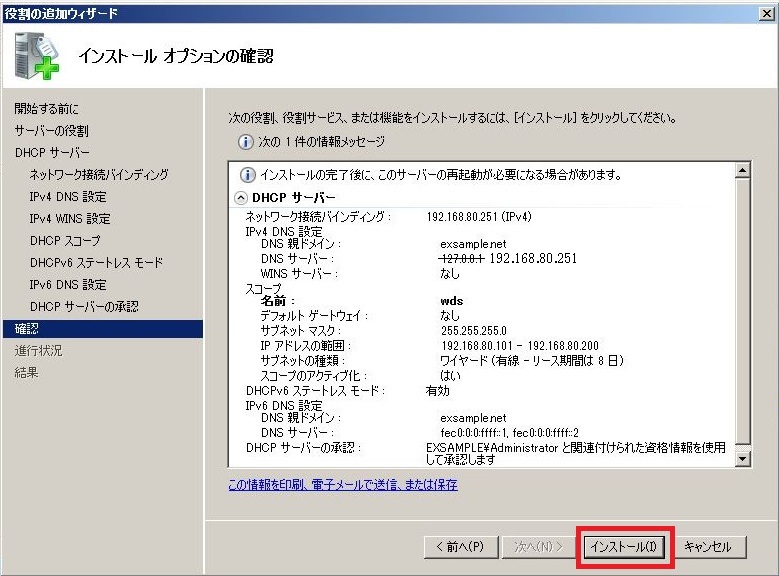 役割の追加ウィザード
インストール オプションの確認
開始する前に
サーバーの役割
DHCP サーバー
ネットワーク接続バインディング
IPv4 DNS 設定
IPv4 WINS 設定
DHCP スコープ
DHCPv6 ステートレス モード
IPv6 DNS 設定
DHCP サーバーの承認
確認
進行状況
結果
次の役割、役割サービス、または機能をインストールするには、[インストール] をクリックしてください。
次の 1 件の情報メッセージ
インストールの完了後に、このサーバーの再起動が必要になる場合があります。
DHCP サーバー
ネットワーク接続バインディング : 192.168.80.251 (IPv4)
IPv4 DNS 設定
DNS 親ドメイン : exsample.net
DNS サーバー : 127.0.0.1 192.168.80.251
WINS サーバー : なし
スコープ
名前 : wds
デフォルト ゲートウェイ : なし
サブネット マスク : 255.255.255.0
IP アドレスの範囲 : 192.168.80.101 - 192.168.80.200
サブネットの種類 : ワイヤード (有線 - リース期間は 8 日)
スコープのアクティブ化 : はい
DHCPv6 ステートレス モード : 有効
IPv6 DNS 設定
DNS 親ドメイン : exsample.net
DNS サーバー : fec0:0:0:ffff::1, fec0:0:0:ffff::2
DHCP サーバーの承認 : EXSAMPLE¥Administrator と関連付けられた資格情報を使用
して承認します
この情報を印刷、電子メールで送信、または保存
< 前へ(P)
次へ(N) >
インストール(I)
キャンセル